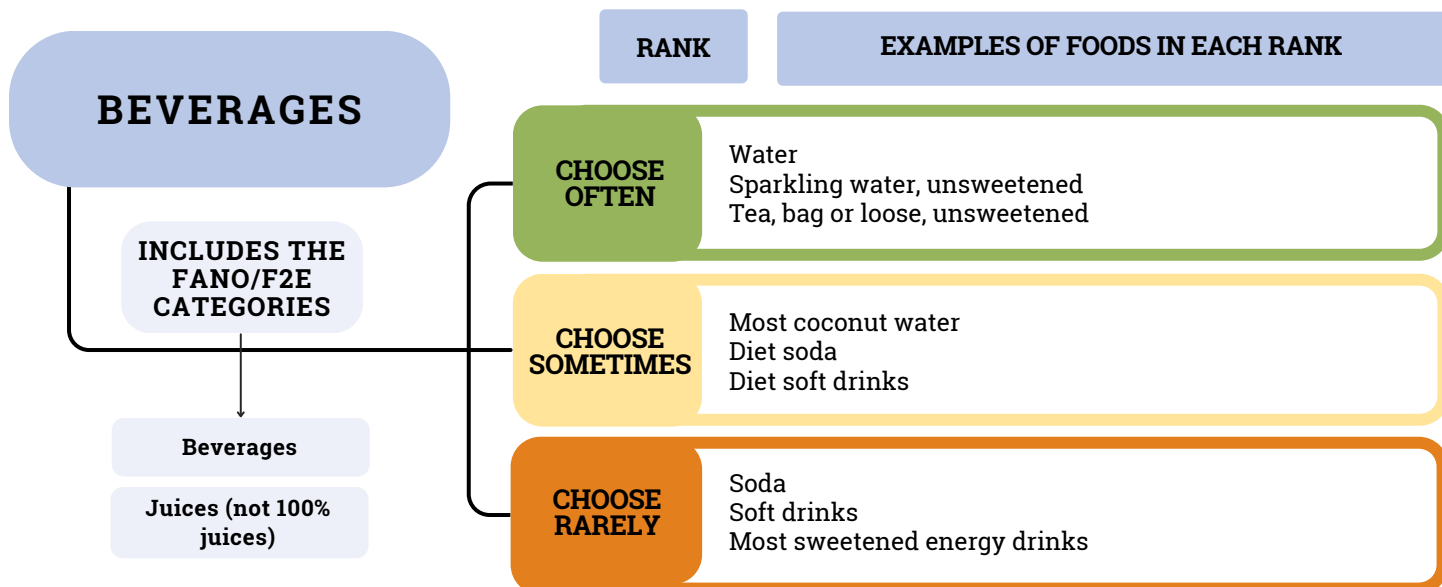 BEVERAGES
INCLUDES THE
FANO/F2E
CATEGORIES
Beverages
Juices (not 100%
juices)
RANK
EXAMPLES OF FOODS IN EACH RANK
CHOOSE
OFTEN
Water
Sparkling water, unsweetened
Tea, bag or loose, unsweetened
CHOOSE
SOMETIMES
Most coconut water
Diet soda
Diet soft drinks
CHOOSE
RARELY
Soda
Soft drinks
Most sweetened energy drinks